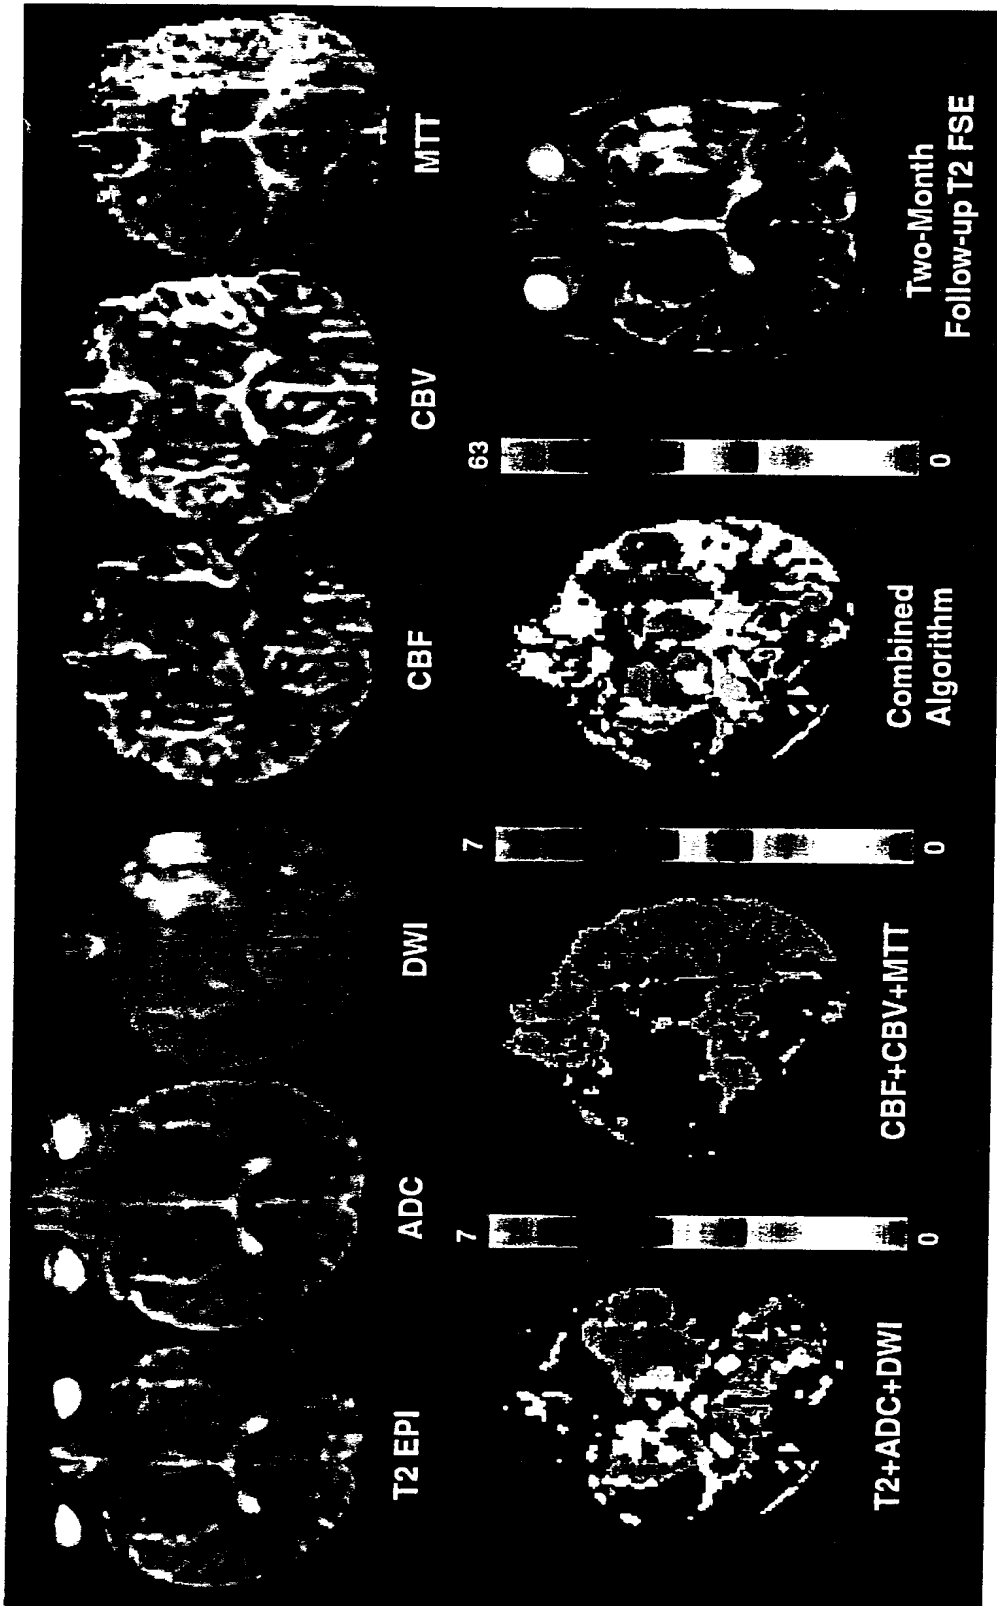 T2 EPI
ADC
DWI
CBF
CBV
MTT
7
0
T2+ADC+DWI
7
0
CBF+CBV+MTT
63
0
Combined
Algorithm
Two-Month
Follow-up T2 FSE